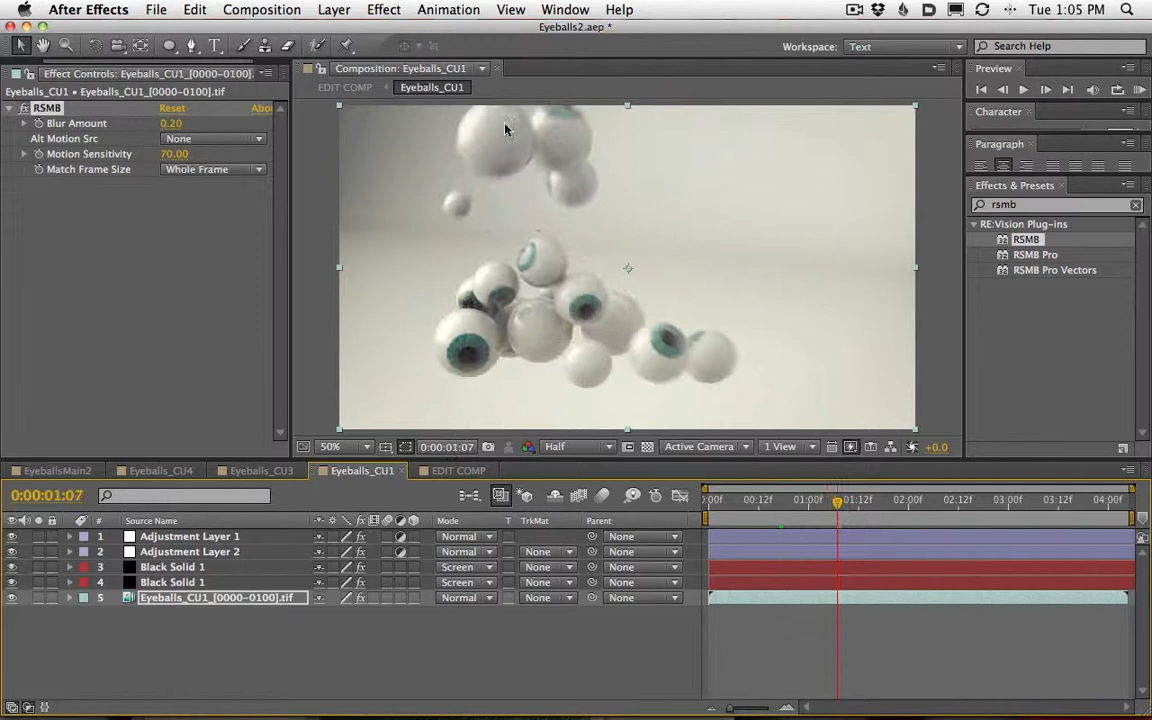 After Effects File Edit Composition Layer Effect Animation View Window Help Tue 1:05 PM
Eyeballs2.aep *
Workspace: Text Search Help
Effect Controls: Eyeballs_CU1_[0000-0100].
Eyeballs_CU1 • Eyeballs_CU1_[0000-0100].tif
RSMB Reset Abou
Blur Amount 0.20
Alt Motion Src None
Motion Sensitivity 70.00
Match Frame Size Whole Frame
Composition: Eyeballs_CU1
EDIT COMP Eyeballs_CU1
50% 0:00:01:07 Half Active Camera 1 View +0.0
Preview
Character
Paragraph
Effects & Presets
rsmb
RE:Vision Plug-ins
RSMB
RSMB Pro
RSMB Pro Vectors
EyeballsMain2 Eyeballs_CU4 Eyeballs_CU3 Eyeballs_CU1 EDIT COMP
0:00:01:07
:00f 00:12f 01:00f 01:12f 02:00f 02:12f 03:00f 03:12f 04:00f
# Source Name Mode T TrkMat Parent
1 Adjustment Layer 1 Normal None
2 Adjustment Layer 2 Normal None None
3 Black Solid 1 Screen None None
4 Black Solid 1 Screen None None
5 Eyeballs_CU1_[0000-0100].tif Normal None None